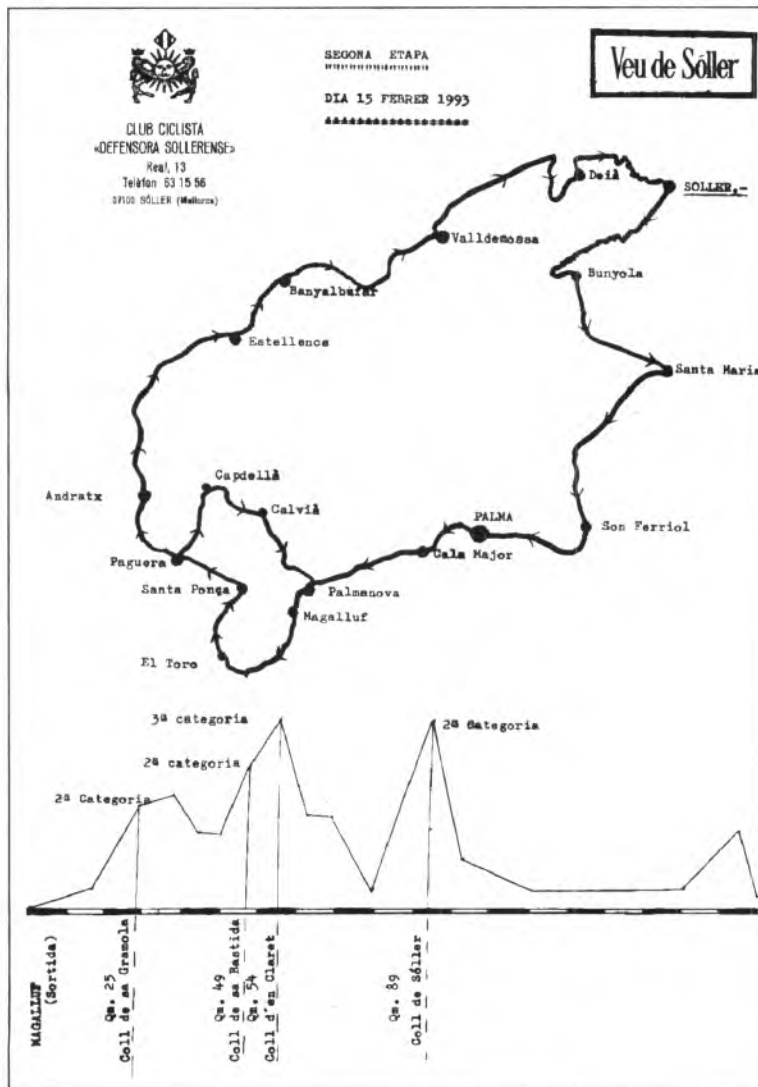 SEGONA ETAPA
DIA 15 FEBRER 1993
Veu de Sóller
CLUB CICLISTA
«DEFENSORA SOLLERENSE»
Real, 13
Telèfon 63 15 56
07100 SÓLLER (Mallorca)
Deià
SOLLER,-
Valldemossa
Bunyola
Banyalbufar
Estellencs
Santa Maria
Capdellà
Andratx
Calvià
PALMA
Son Ferriol
Cala Major
Paguera
Santa Ponça
Palmanova
Magalluf
El Toro
3ª categoria
2ª Categoria
2ª categoria
2ª Categoria
MAGALLUF
(Sortida)
Qm. 25
Coll de sa Gramola
Qm. 49
Coll de sa Bastida
Qm. 54
Coll d'en Claret
Qm. 89
Coll de Sóller